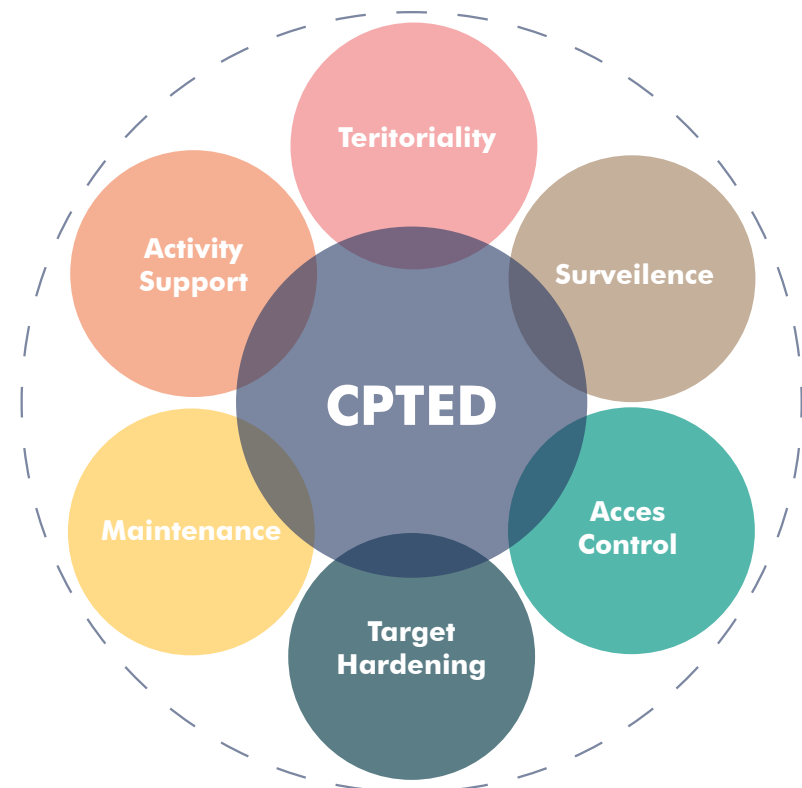 Teritoriality
Activity
Support
Surveilence
CPTED
Maintenance
Acces
Control
Target
Hardening